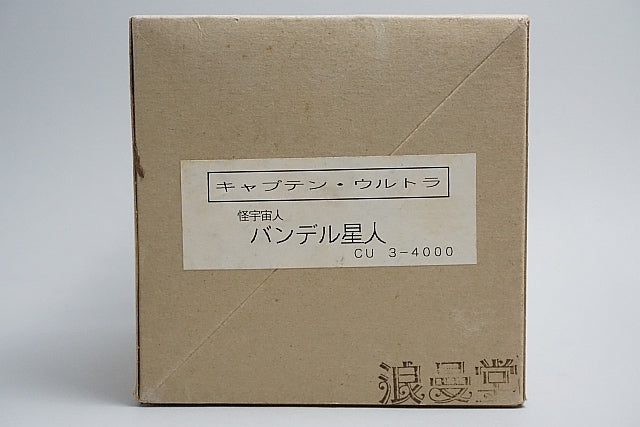 キャプテン・ウルトラ
怪宇宙人
バンデル星人
CU 3-4000
浪曼堂